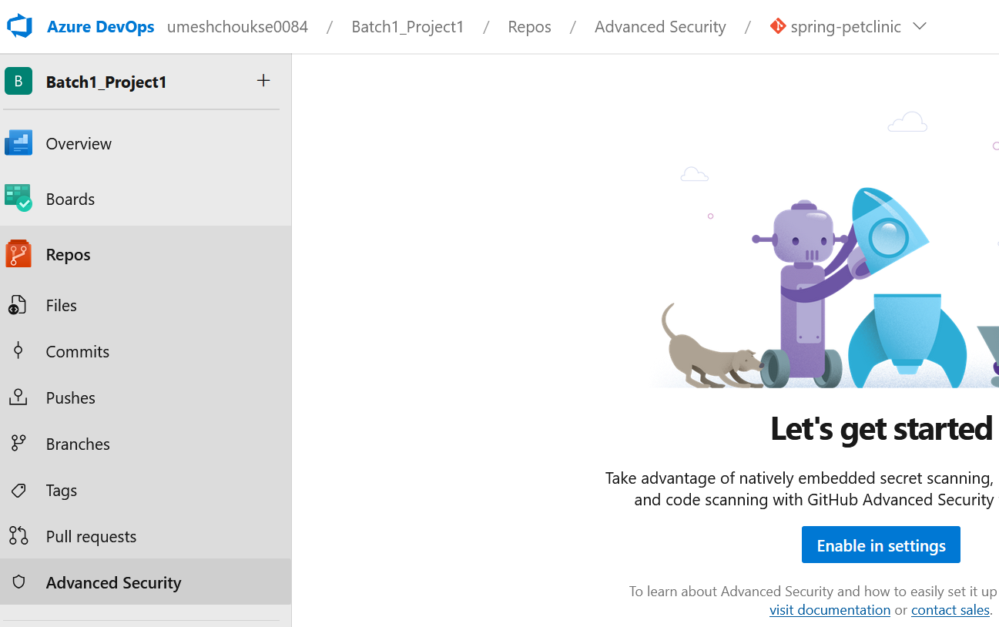 Azure DevOps umeshchoukse0084 / Batch1_Project1 / Repos / Advanced Security / spring-petclinic
B Batch1_Project1 +
Overview
Boards
Repos
Files
Commits
Pushes
Branches
Tags
Pull requests
Advanced Security
Let's get started
Take advantage of natively embedded secret scanning,
and code scanning with GitHub Advanced Security
Enable in settings
To learn about Advanced Security and how to easily set it up
visit documentation or contact sales.